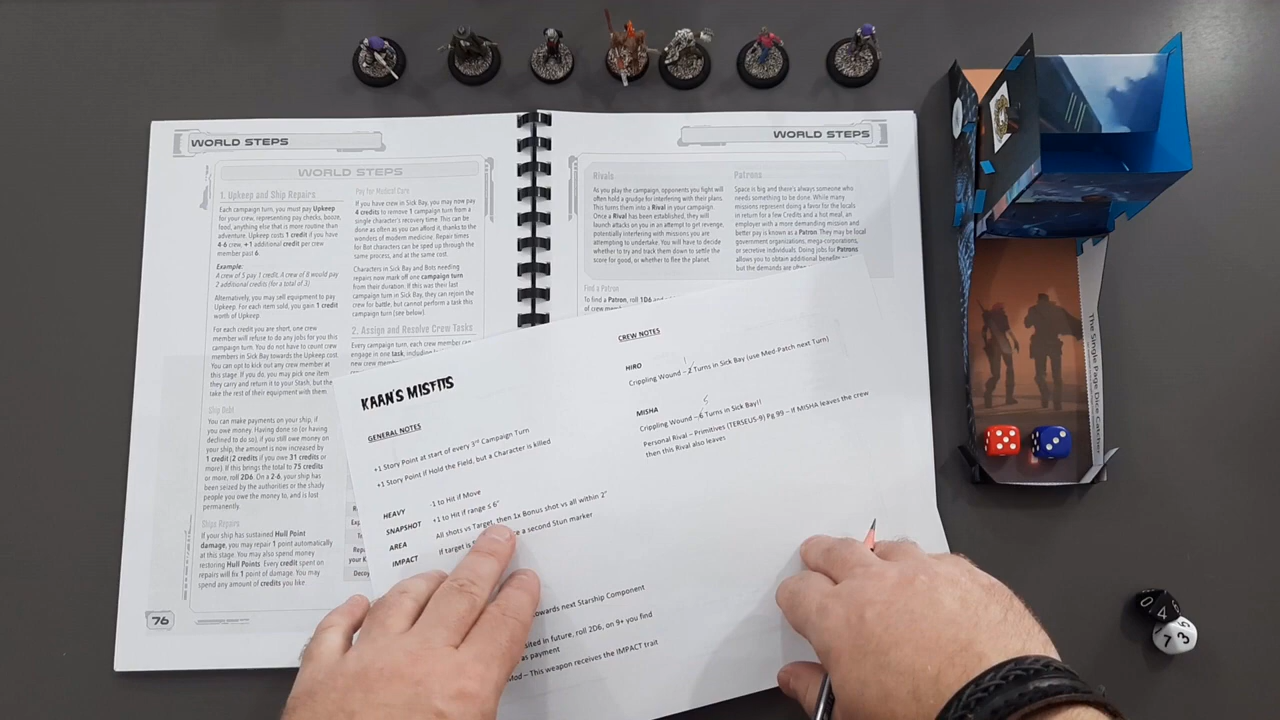 WORLD STEPS
WORLD STEPS
1. Upkeep and Ship Repairs
Each campaign turn, you must pay Upkeep
for your crew, representing pay checks, booze,
food, anything else that is more routine than
adventure. Upkeep costs 1 credit if you have
4-6 crew, +1 additional credit per crew
member past 6.
Example:
A crew of 5 pay 1 credit. A crew of 8 would pay
2 additional credits (for a total of 3)
Alternatively, you may sell equipment to pay
Upkeep. For each item sold, you gain 1 credit
worth of Upkeep
For each credit you are short, one crew
member will refuse to do any jobs for you this
campaign turn. You do not have to count crew
members in Sick Bay towards the Upkeep cost.
You can opt to kick out any crew member at
this stage. If you do, you may pick one item
they carry and return it to your Stash, but the
rest of their equipment
Ship Debt
You can make payments on your ship, if
you owe money. Having done so (or having
declined to do so), if you still owe money on
your ship, the amount is now increased by
1 credit (2 credits if you owe 31 credits or
more). If this brings the total to 75 credits
or more, roll 2D6. On a 2-6, your ship has
been seized by the authorities or the shady
people you owe the money to, and is lost
permanently.
Ships Repairs
If your ship has sustained Hull Point
damage, you may repair 1 point automatically
at this stage. You may also spend money
restoring Hull Points. Every credit spent on
repairs will fix 1 point of damage. You may
spend any amount of credits you like
76
Pay for Medical Care
If you have crew in Sick Bay, you may now pay
4 credits to remove 1 campaign turn from a
single character's recovery time. This can be
done as often as you can afford it, thanks to the
wonders of modern medicine. Repair times
for Bot characters can be sped up through the
same process, and at the same cost.
Characters in Sick Bay and Bots needing
repairs now mark off one campaign turn
from their duration. If this was their last
campaign turn in Sick Bay, they can rejoin the
crew for battle, but cannot perform a task this
campaign turn (see below).
2. Assign and Resolve Crew Tasks
Every campaign turn, each crew member can
engage in one task, including
new crew
WORLD STEPS
Rivals
As you play the campaign, opponents you fight will
often hold a grudge for interfering with their plans.
This turns them into a Rival in your campaign.
Once a Rival has been established, they will
launch attacks on you in an attempt to get revenge,
potentially interfering with missions you are
attempting to undertake. You will have to decide
whether to try and track them down to settle the
score for good, or whether to flee the planet.
Patrons
Space is big and there's always someone who
needs something to be done. While many
missions represent doing a favor for the locals
in return for a few Credits and a hot meal, an
employer with a more demanding mission and
better pay is known as a Patron. They may be local
government organizations, mega-corporations,
or secretive individuals. Doing jobs for Patrons
allows you to obtain additional benefits
but the demands are often
Find a Patron
To find a Patron, roll 1D6 and
of crew
KAAN'S MISFITS
GENERAL NOTES
+1 Story Point at start of every 3rd Campaign Turn
+1 Story Point if Hold the Field, but a Character is killed
HEAVY -1 to Hit if Move
SNAPSHOT +1 to Hit if range ≤ 6"
AREA All shots vs Target, then 1x Bonus shot vs all within 2"
IMPACT If target is a second Stun marker
owards next Starship Component
sited in future, roll 2D6, on 9+ you find
as payment
Mod – This weapon receives the IMPACT trait
CREW NOTES
HIRO
1
Crippling Wound – 2 Turns in Sick Bay (use Med-Patch next Turn)
MISHA
5
Crippling Wound – 6 Turns in Sick Bay!!
Personal Rival – Primitives (TERSEUS-9) Pg 99 – If MISHA leaves the crew
then this Rival also leaves
The Single Page Dice Catcher
0
4
7
3